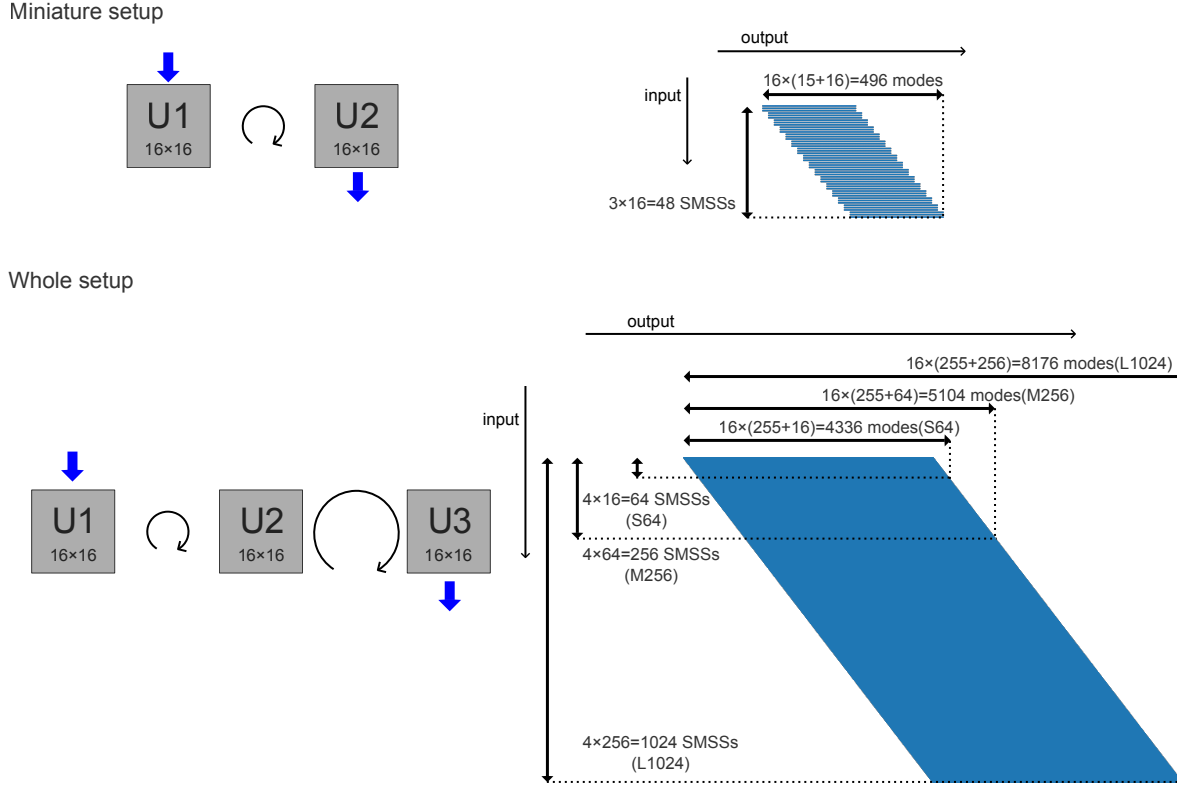 Miniature setup
output
16×(15+16)=496 modes
input
U1
16×16
U2
16×16
3×16=48 SMSSs
Whole setup
output
16×(255+256)=8176 modes(L1024)
16×(255+64)=5104 modes(M256)
input
16×(255+16)=4336 modes(S64)
4×16=64 SMSSs
(S64)
U1
16×16
U2
16×16
U3
16×16
4×64=256 SMSSs
(M256)
4×256=1024 SMSSs
(L1024)